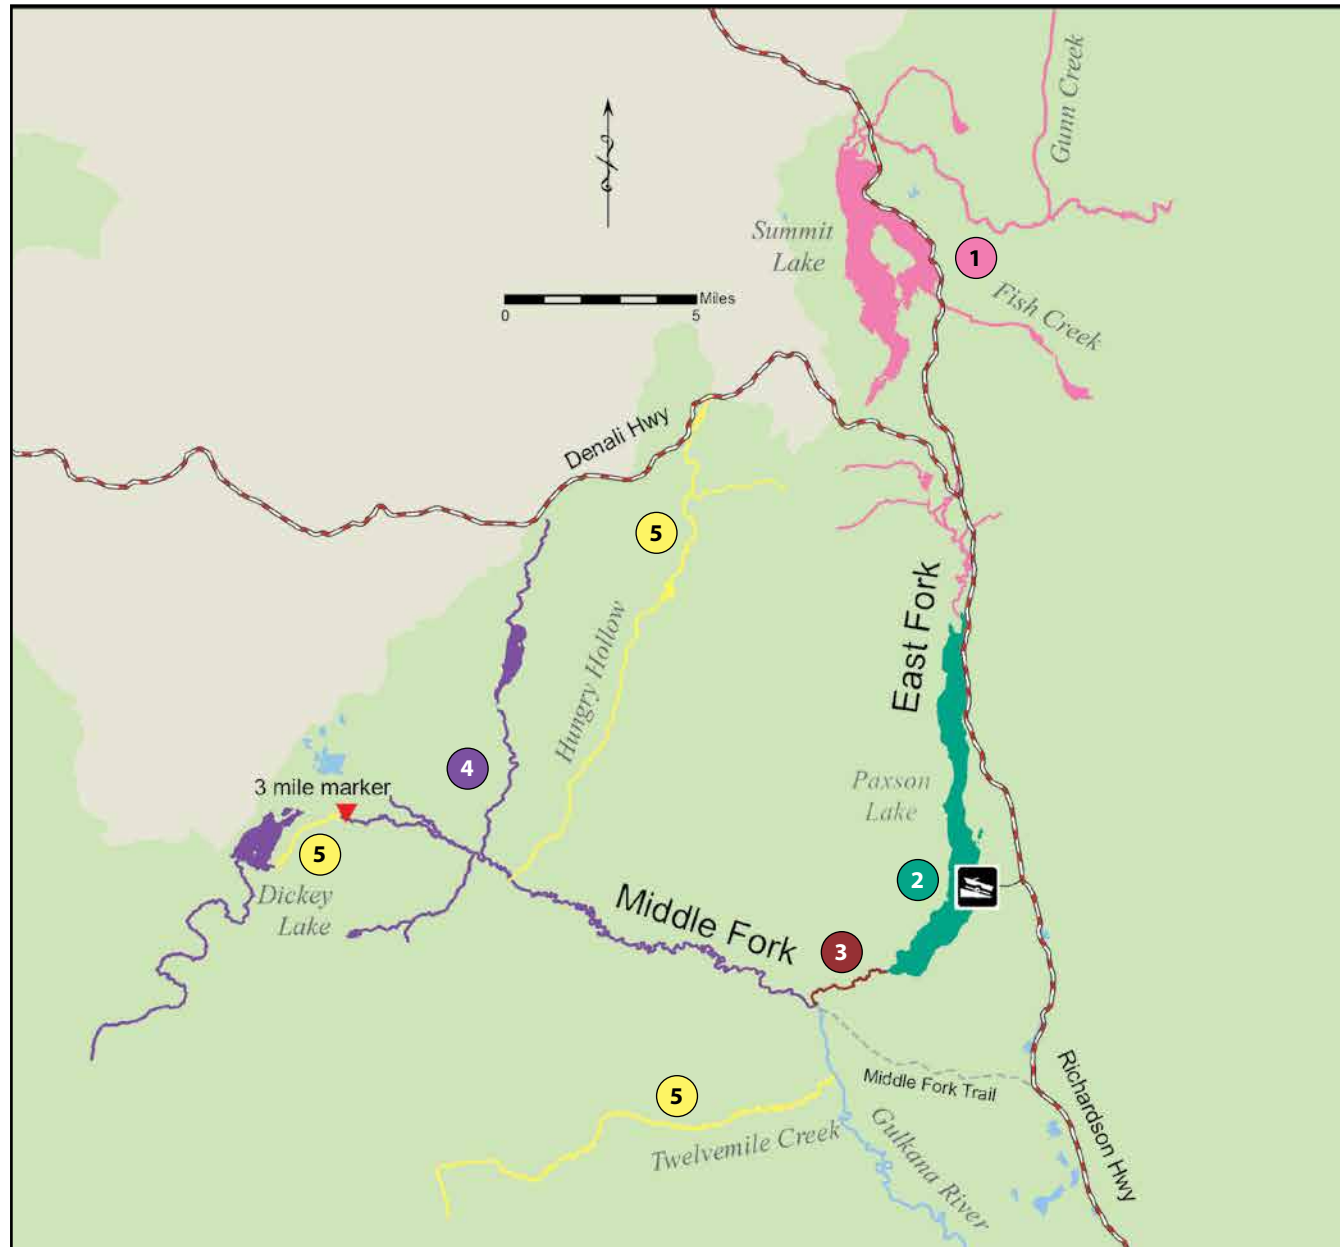 Gunn Creek
Summit
Lake
1
Fish Creek
Miles
0
5
Denali Hwy
5
Hungry Hollow
East Fork
4
3 mile marker
Paxson
Lake
5
2
Dickey
Lake
Middle Fork
3
5
Middle Fork Trail
Twelvemile Creek
Gulkana River
Richardson Hwy